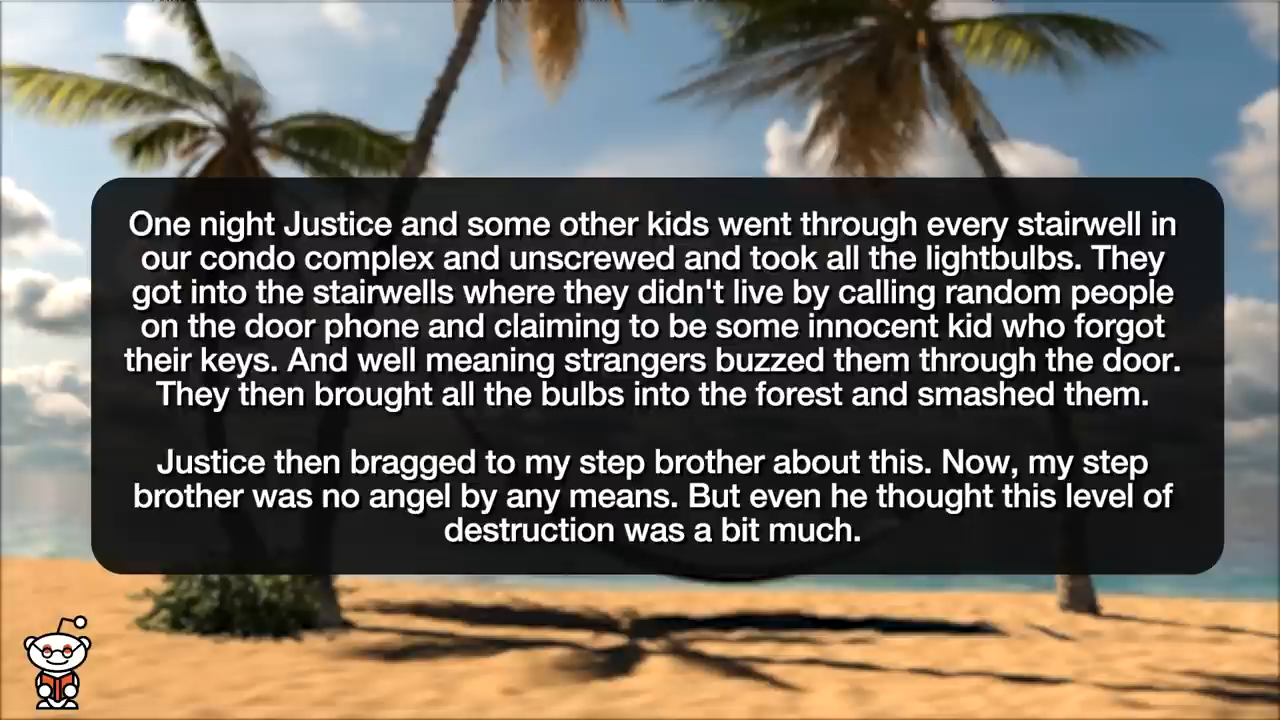 One night Justice and some other kids went through every stairwell in
our condo complex and unscrewed and took all the lightbulbs. They
got into the stairwells where they didn't live by calling random people
on the door phone and claiming to be some innocent kid who forgot
their keys. And well meaning strangers buzzed them through the door.
They then brought all the bulbs into the forest and smashed them.
Justice then bragged to my step brother about this. Now, my step
brother was no angel by any means. But even he thought this level of
destruction was a bit much.